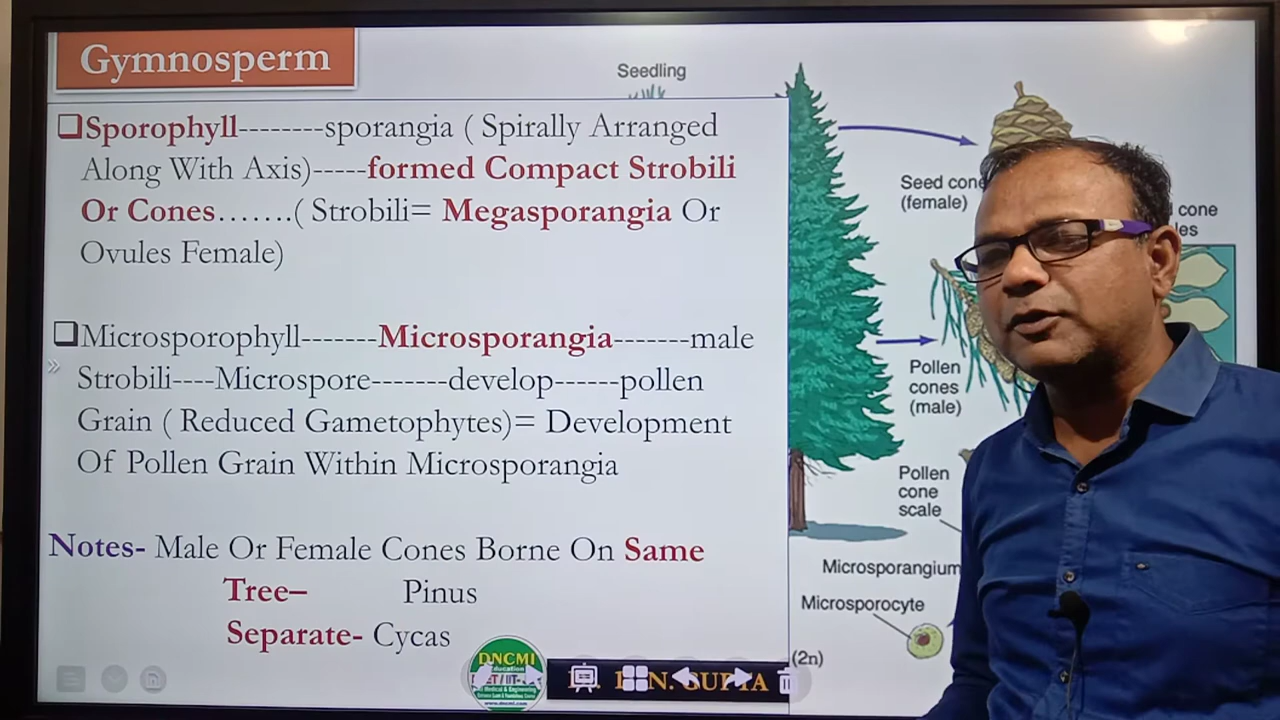 Gymnosperm
❑Sporophyll--------sporangia ( Spirally Arranged
Along With Axis)-----formed Compact Strobili
Or Cones…….( Strobili= Megasporangia Or
Ovules Female)
❑Microsporophyll-------Microsporangia-------male
Strobili----Microspore-------develop------pollen
Grain ( Reduced Gametophytes)= Development
Of Pollen Grain Within Microsporangia
Notes- Male Or Female Cones Borne On Same
Tree– Pinus
Separate- Cycas
Seedling
Seed cone
(female)
cone
Pollen
cones
(male)
Pollen
cone
scale
Microsporangium
Microsporocyte
(2n)
DNCMI
N. GUPTA